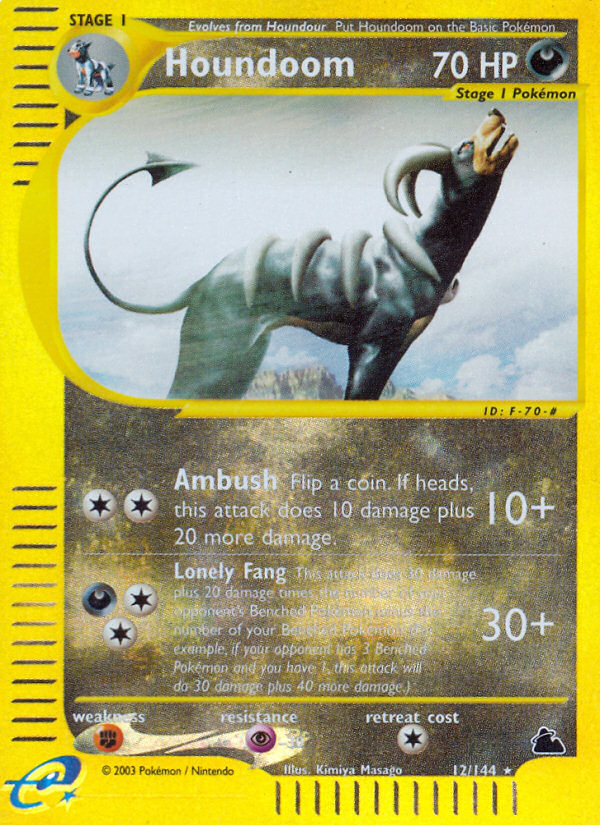 STAGE 1
Evolves from Houndour Put Houndoom on the Basic Pokémon
Houndoom 70 HP
Stage 1 Pokémon
ID: F-70-#
Ambush Flip a coin. If heads,
this attack does 10 damage plus
20 more damage.
10+
Lonely Fang This attack does 30 damage
plus 20 damage times the number of your
opponent's Benched Pokémon minus the
number of your Benched Pokémon. (For
example, if your opponent has 3 Benched
Pokémon and you have 1, this attack will
do 30 damage plus 40 more damage.)
30+
weakness resistance retreat cost
-30
© 2003 Pokémon / Nintendo Illus. Kimiya Masago 12/144
e